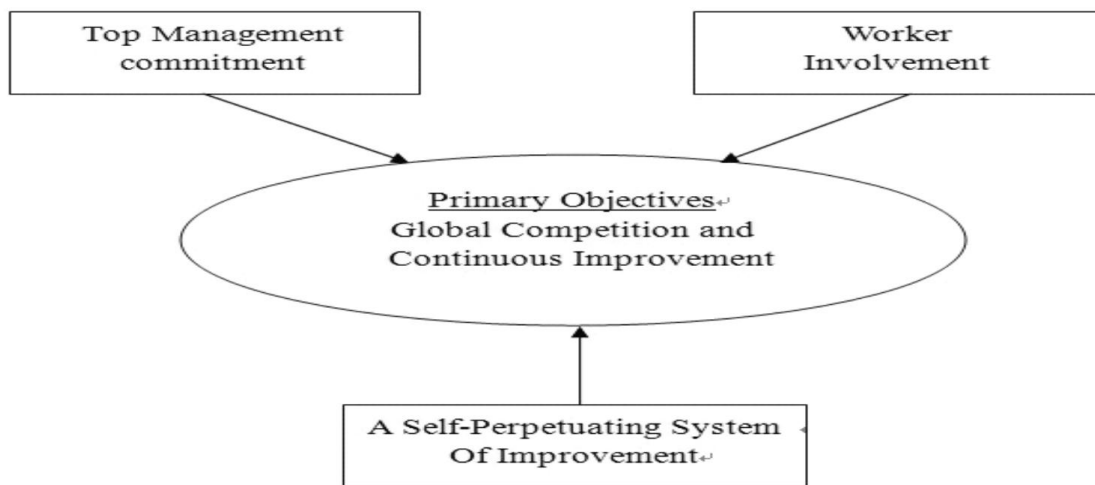 Top Management
commitment
Worker
Involvement
Primary Objectives
Global Competition and
Continuous Improvement
A Self-Perpetuating System
Of Improvement